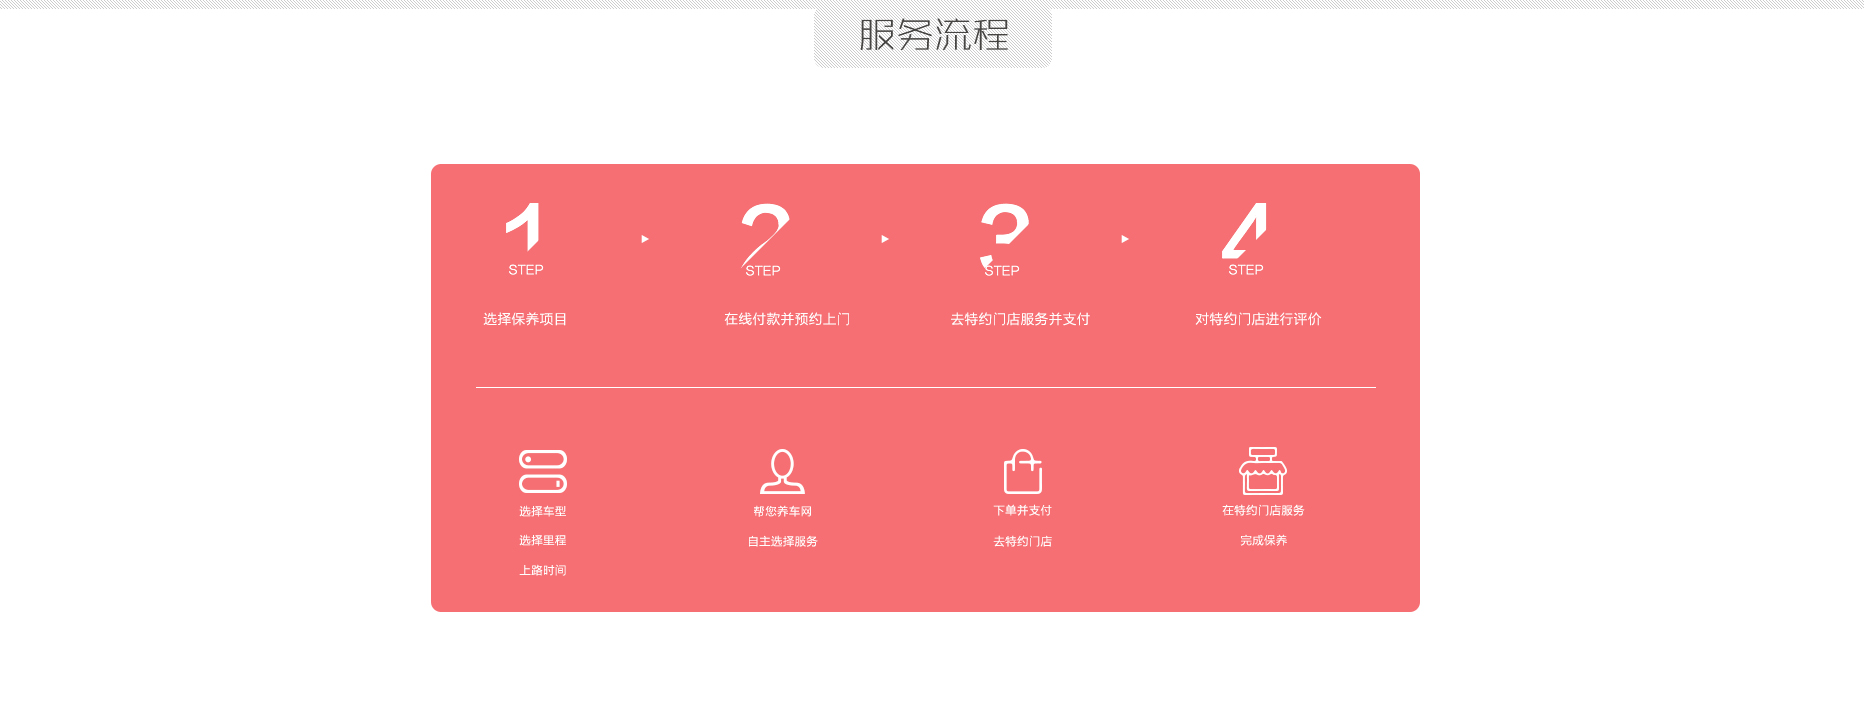 服务流程
1
STEP
2
STEP
3
STEP
4
STEP
选择保养项目
在线付款并预约上门
去特约门店服务并支付
对特约门店进行评价
选择车型
选择里程
上路时间
帮您养车网
自主选择服务
下单并支付
去特约门店
在特约门店服务
完成保养